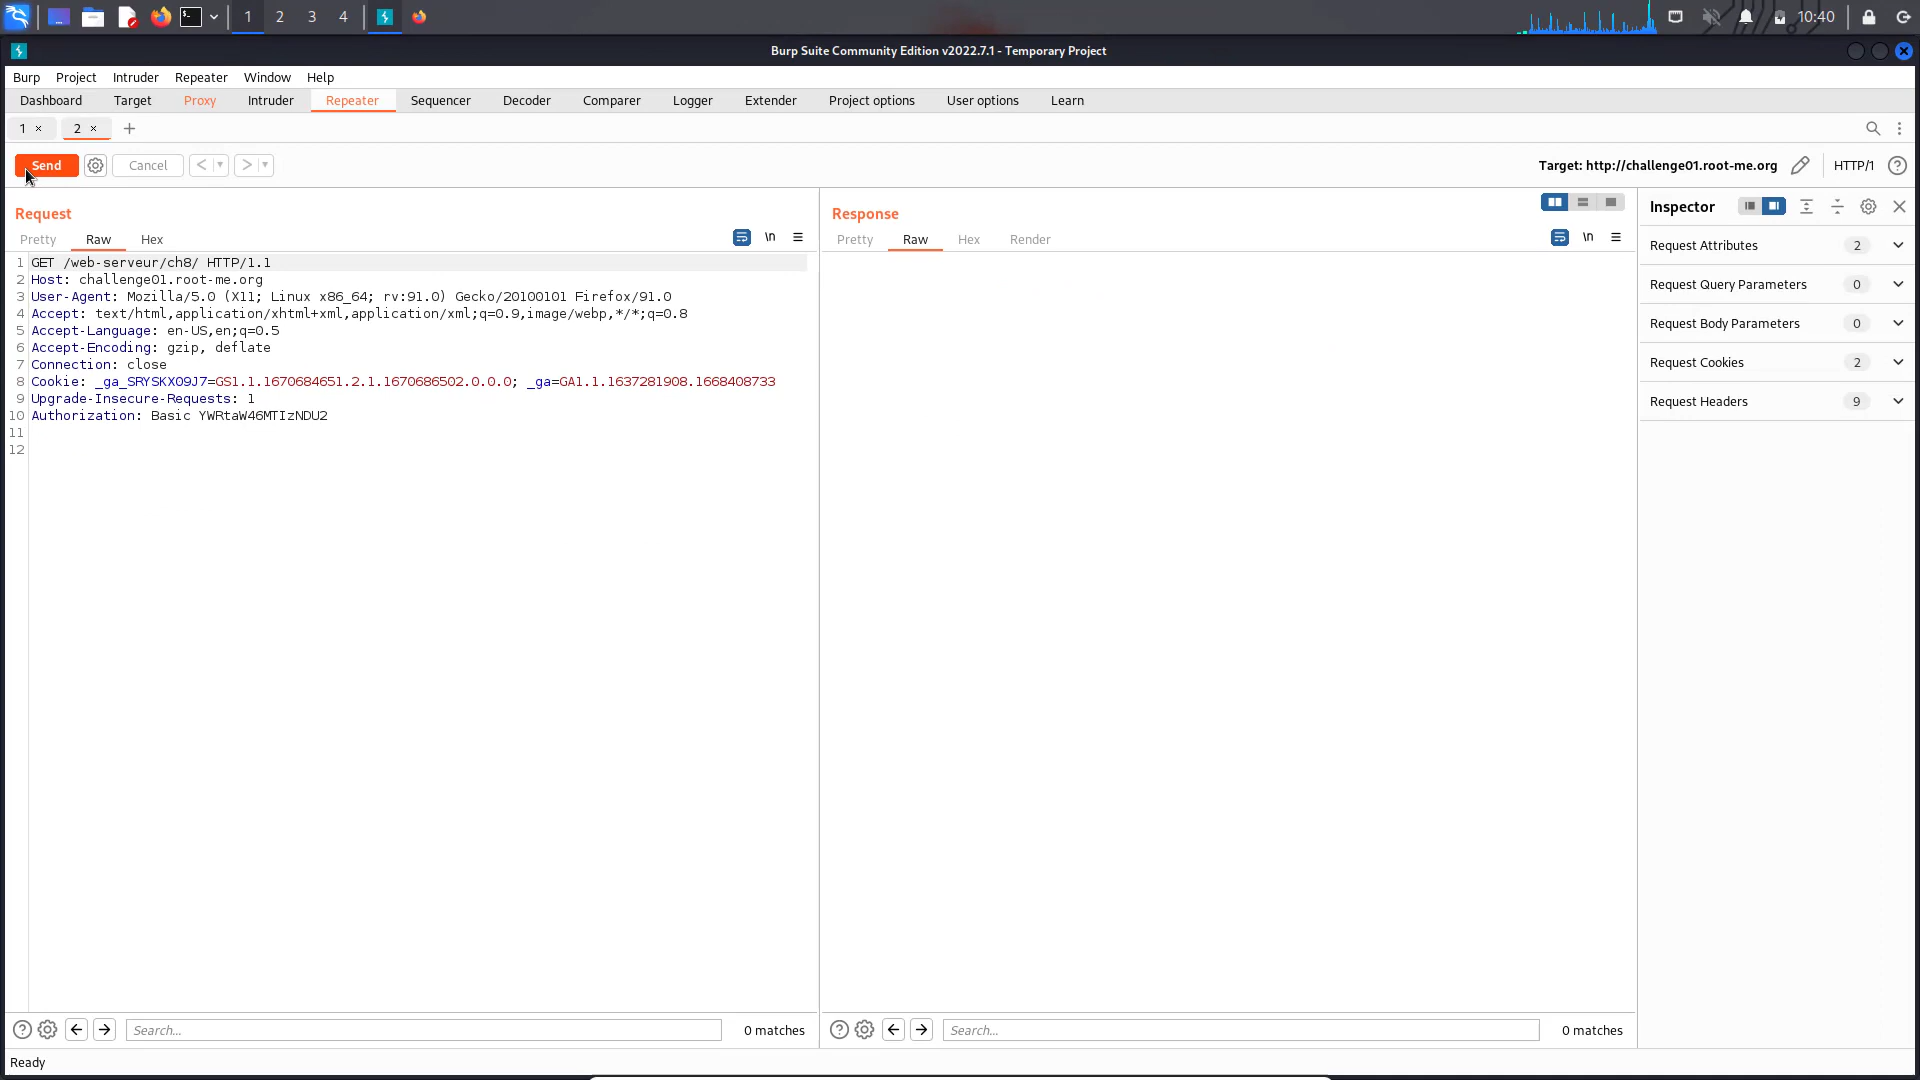 1 2 3 4 10:40
Burp Suite Community Edition v2022.7.1 - Temporary Project
Burp Project Intruder Repeater Window Help
Dashboard Target Proxy Intruder Repeater Sequencer Decoder Comparer Logger Extender Project options User options Learn
1 × 2 × +
Send Cancel < > Target: http://challenge01.root-me.org HTTP/1 ?
Request
Pretty Raw Hex \n
1 GET /web-serveur/ch8/ HTTP/1.1
2 Host: challenge01.root-me.org
3 User-Agent: Mozilla/5.0 (X11; Linux x86_64; rv:91.0) Gecko/20100101 Firefox/91.0
4 Accept: text/html,application/xhtml+xml,application/xml;q=0.9,image/webp,*/*;q=0.8
5 Accept-Language: en-US,en;q=0.5
6 Accept-Encoding: gzip, deflate
7 Connection: close
8 Cookie: _ga_SRYSKX09J7=GS1.1.1670684651.2.1.1670686502.0.0.0; _ga=GA1.1.1637281908.1668408733
9 Upgrade-Insecure-Requests: 1
10 Authorization: Basic YWRtaW46MTIzNDU2
11
12
Search... 0 matches
Response
Pretty Raw Hex Render \n
Search... 0 matches
Inspector
Request Attributes 2
Request Query Parameters 0
Request Body Parameters 0
Request Cookies 2
Request Headers 9
Ready